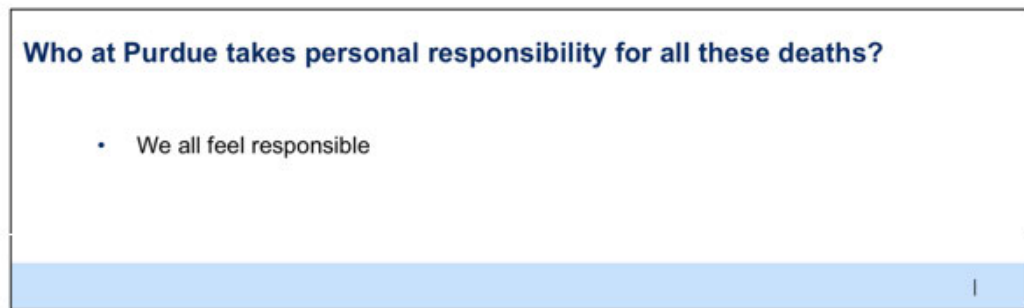 Who at Purdue takes personal responsibility for all these deaths?
• We all feel responsible